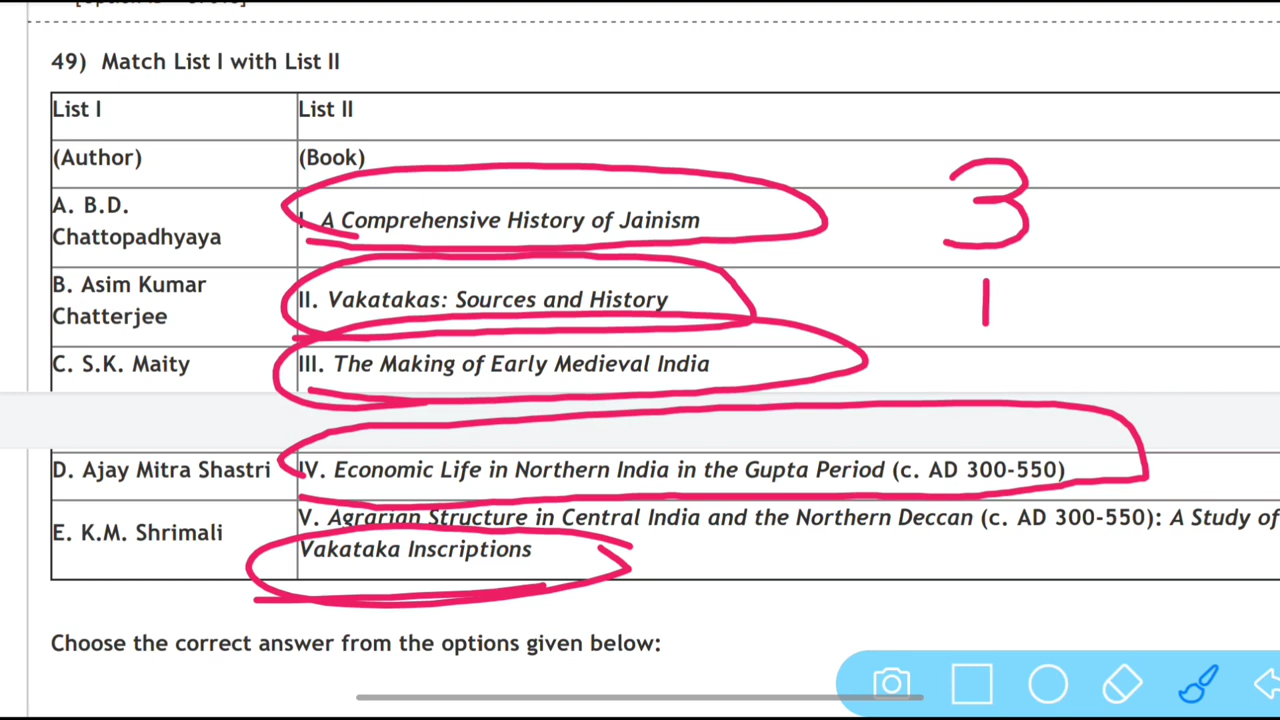 49) Match List I with List II
List I List II
(Author) (Book)
A. B.D.
Chattopadhyaya
I. A Comprehensive History of Jainism
3
B. Asim Kumar
Chatterjee
II. Vakatakas: Sources and History
1
C. S.K. Maity III. The Making of Early Medieval India
D. Ajay Mitra Shastri IV. Economic Life in Northern India in the Gupta Period (c. AD 300-550)
E. K.M. Shrimali
V. Agrarian Structure in Central India and the Northern Deccan (c. AD 300-550): A Study of
Vakataka Inscriptions
Choose the correct answer from the options given below: